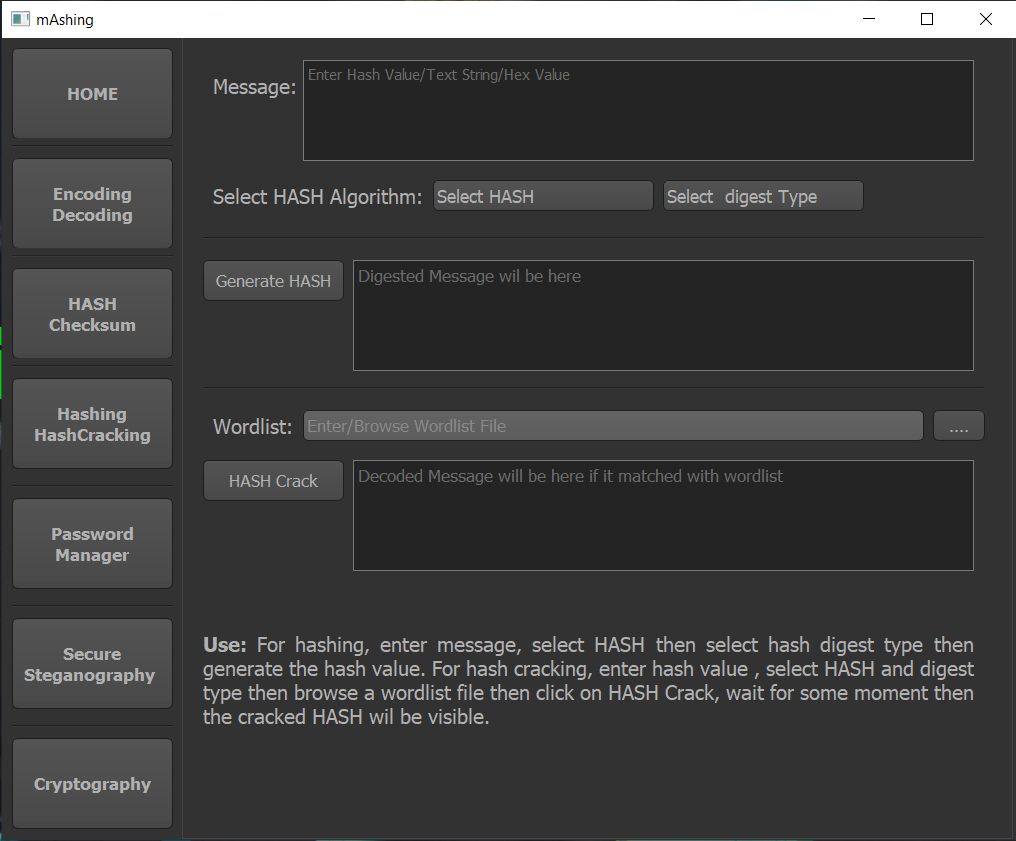 mAshing
HOME
Encoding
Decoding
HASH
Checksum
Hashing
HashCracking
Password
Manager
Secure
Steganography
Cryptography
Message:
Enter Hash Value/Text String/Hex Value
Select HASH Algorithm:
Select HASH
Select  digest Type
Generate HASH
Digested Message wil be here
Wordlist:
Enter/Browse Wordlist File
....
HASH Crack
Decoded Message will be here if it matched with wordlist
Use: For hashing, enter message, select HASH then select hash digest type then
generate the hash value. For hash cracking, enter hash value , select HASH and digest
type then browse a wordlist file then click on HASH Crack, wait for some moment then
the cracked HASH wil be visible.